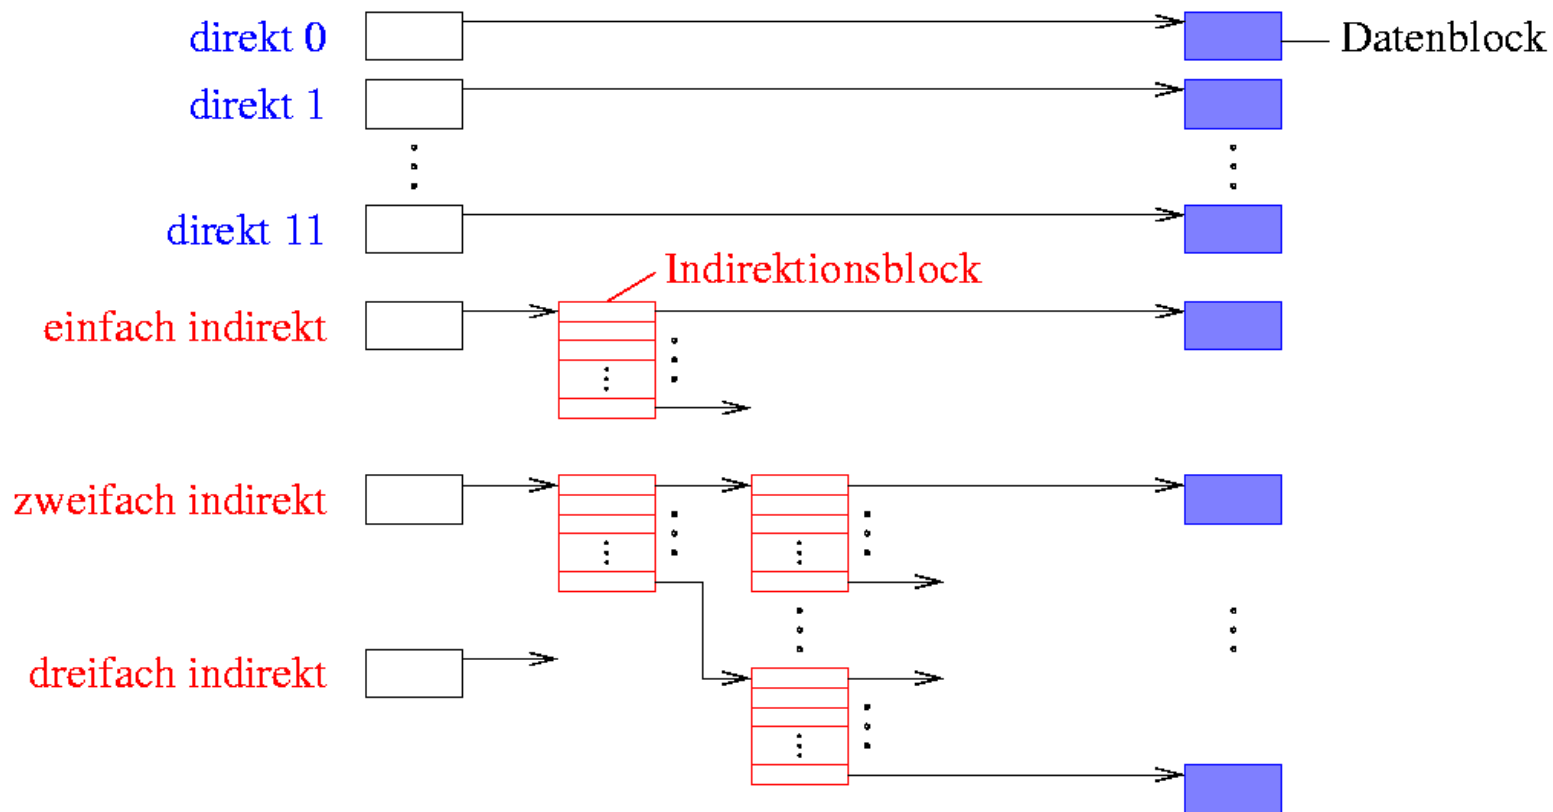 direkt 0
Datenblock
direkt 1
direkt 11
Indirektionsblock
einfach indirekt
zweifach indirekt
dreifach indirekt